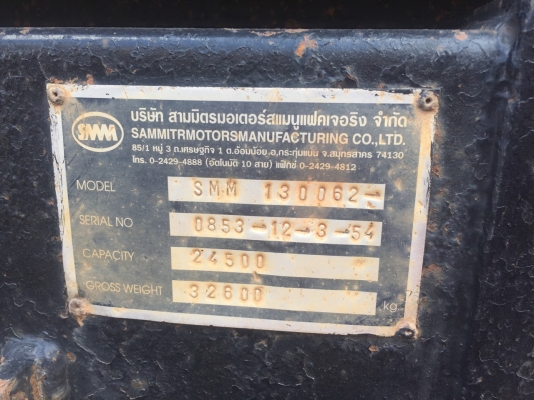 SMM
บริษัท สามมิตรมอเตอร์สแมนูแฟคเจอริง จำกัด
SAMMITRMOTORSMANUFACTURING CO.,LTD.
85/1 หมู่ 3 ถ.เศรษฐกิจ 1 ต.อ้อมน้อย อ.กระทุ่มแบน จ.สมุทรสาคร 74130
โทร. 0-2429-4888 (อัตโนมัติ 10 สาย) แฟ็กซ์ 0-2429-4812
MODEL SMM 130062-
SERIAL NO 0853-12-3-54
CAPACITY 24500
GROSS WEIGHT 32600 kg.